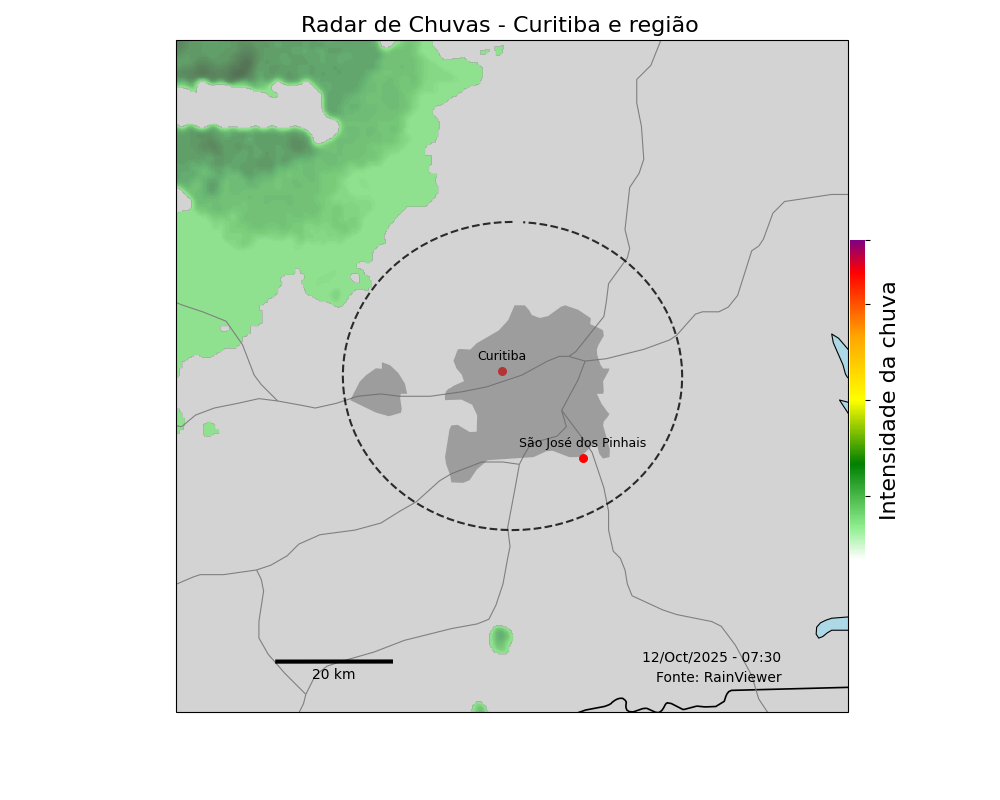 Radar de Chuvas - Curitiba e região
Curitiba
São José dos Pinhais
Intensidade da chuva
20 km
12/Oct/2025 - 07:30
Fonte: RainViewer